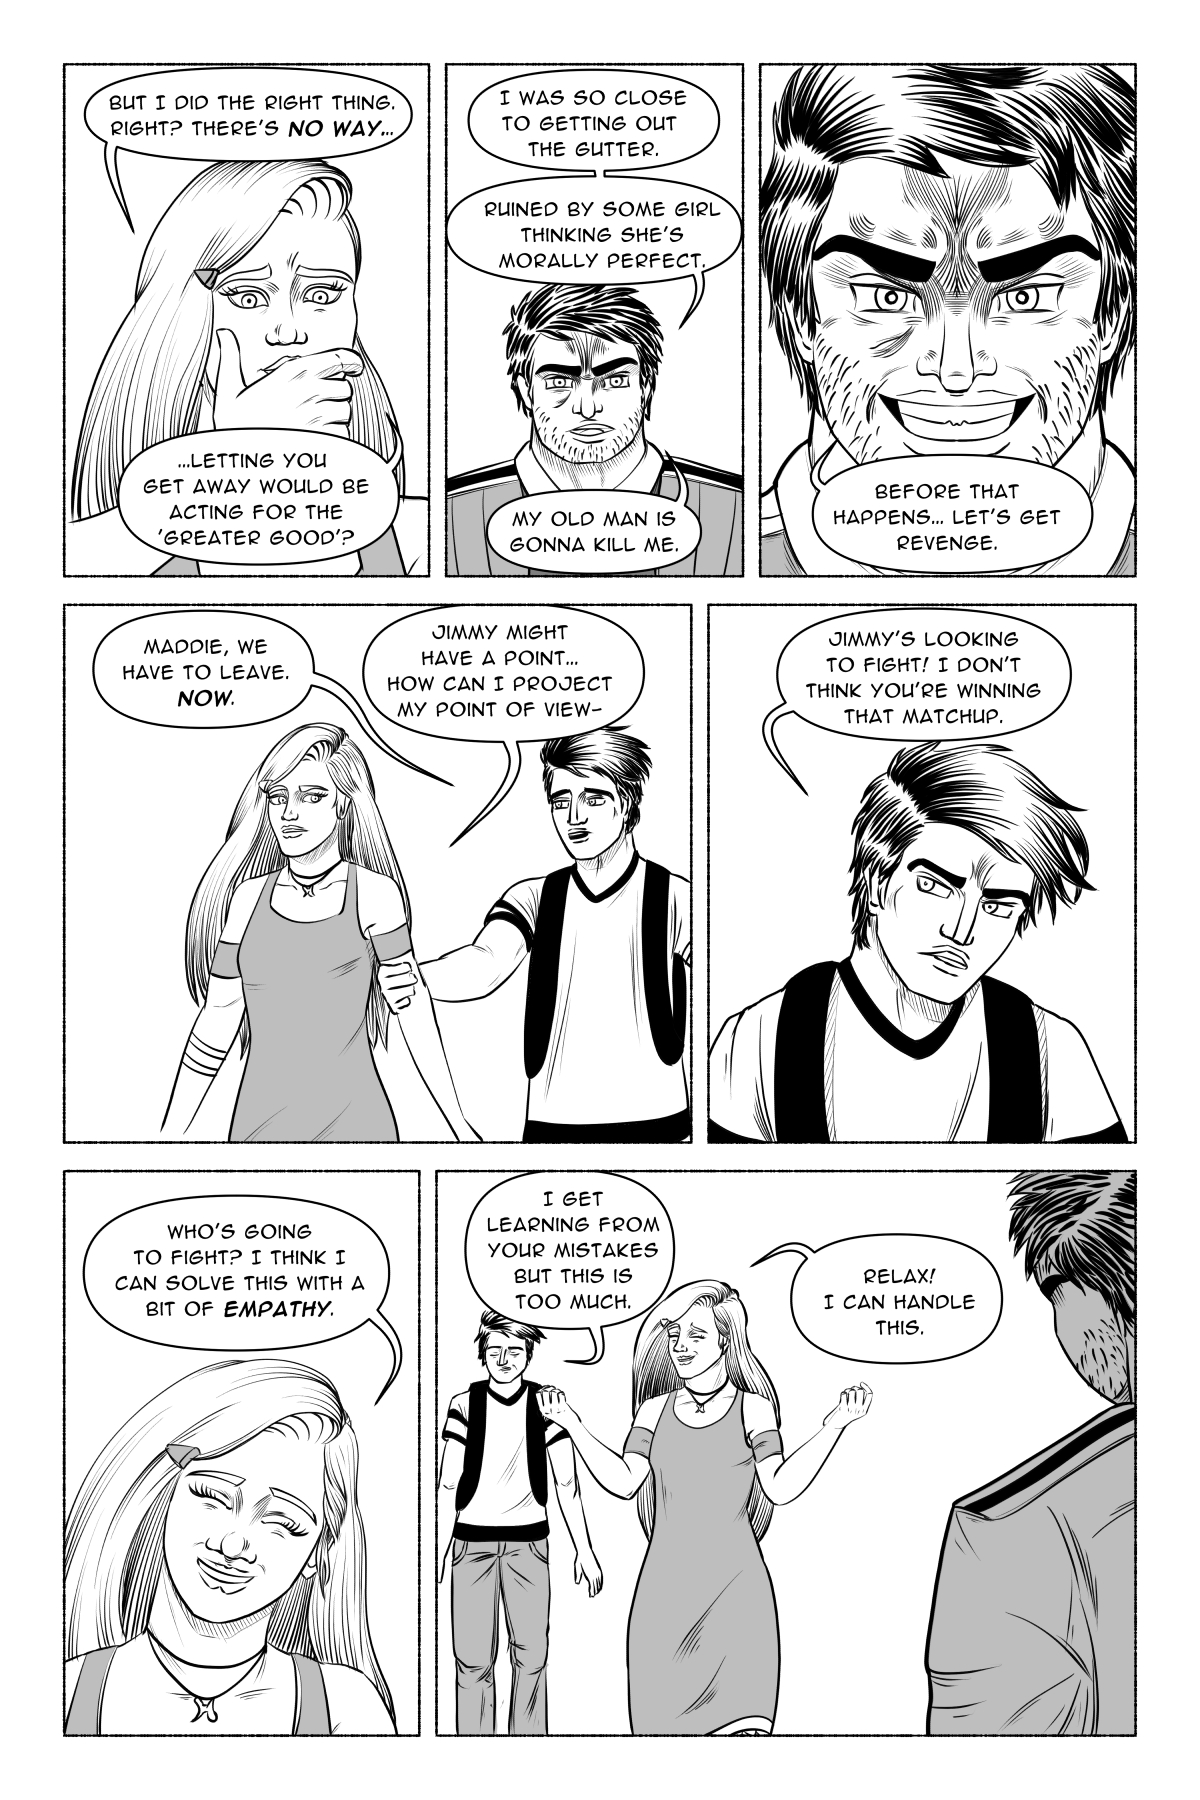 BUT I DID THE RIGHT THING.
RIGHT? THERE'S NO WAY...
...LETTING YOU
GET AWAY WOULD BE
ACTING FOR THE
'GREATER GOOD'?
I WAS SO CLOSE
TO GETTING OUT
THE GUTTER.
RUINED BY SOME GIRL
THINKING SHE'S
MORALLY PERFECT.
MY OLD MAN IS
GONNA KILL ME.
BEFORE THAT
HAPPENS... LET'S GET
REVENGE.
MADDIE, WE
HAVE TO LEAVE.
NOW.
JIMMY MIGHT
HAVE A POINT...
HOW CAN I PROJECT
MY POINT OF VIEW-
JIMMY'S LOOKING
TO FIGHT! I DON'T
THINK YOU'RE WINNING
THAT MATCHUP.
WHO'S GOING
TO FIGHT? I THINK I
CAN SOLVE THIS WITH A
BIT OF EMPATHY.
I GET
LEARNING FROM
YOUR MISTAKES
BUT THIS IS
TOO MUCH.
RELAX!
I CAN HANDLE
THIS.